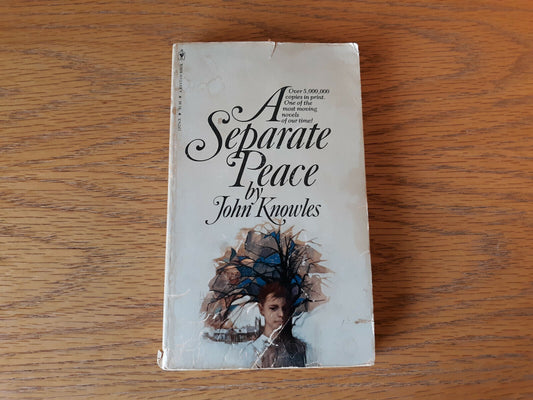 A
Over 5,000,000
copies in print.
One of the
most moving
novels
of our time!
Separate
Peace
by
John Knowles